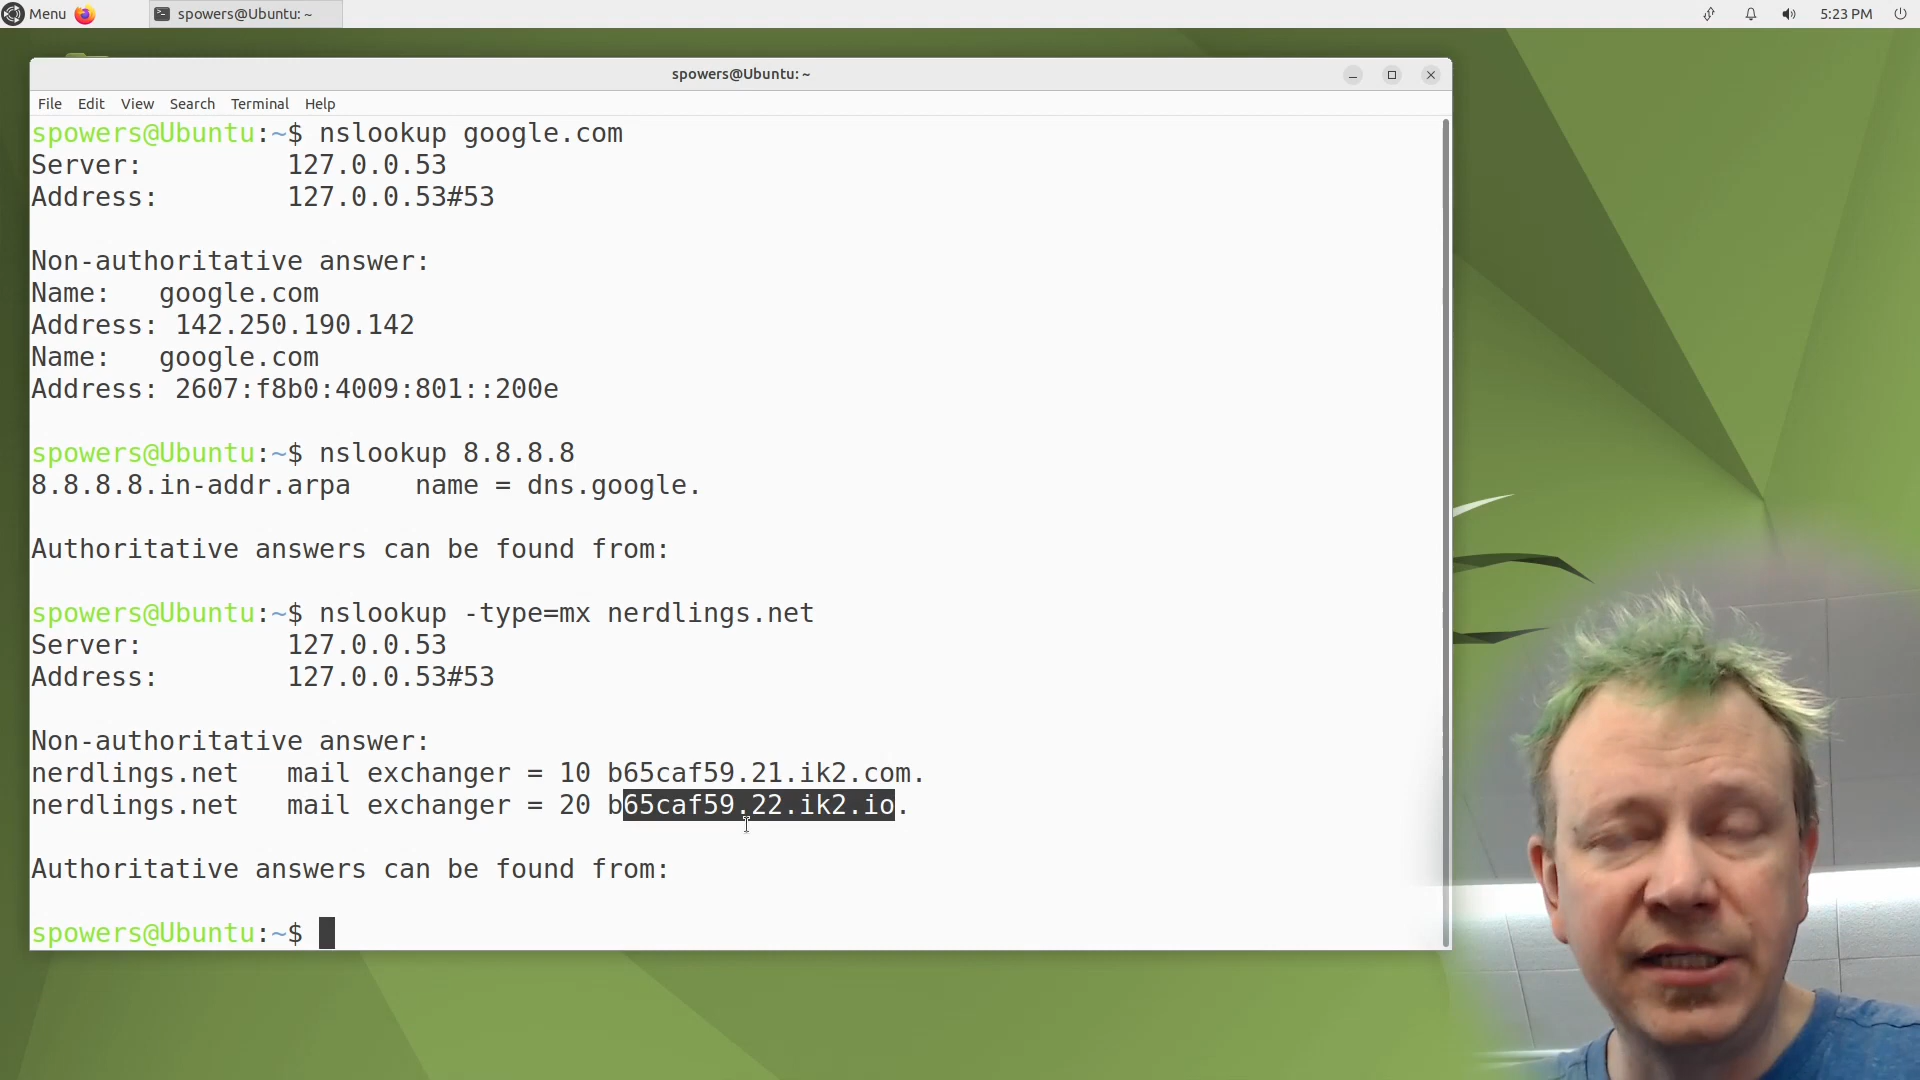 Menu spowers@Ubuntu: ~ 5:23 PM
spowers@Ubuntu: ~
File Edit View Search Terminal Help
spowers@Ubuntu:~$ nslookup google.com
Server: 127.0.0.53
Address: 127.0.0.53#53
Non-authoritative answer:
Name: google.com
Address: 142.250.190.142
Name: google.com
Address: 2607:f8b0:4009:801::200e
spowers@Ubuntu:~$ nslookup 8.8.8.8
8.8.8.8.in-addr.arpa name = dns.google.
Authoritative answers can be found from:
spowers@Ubuntu:~$ nslookup -type=mx nerdlings.net
Server: 127.0.0.53
Address: 127.0.0.53#53
Non-authoritative answer:
nerdlings.net mail exchanger = 10 b65caf59.21.ik2.com.
nerdlings.net mail exchanger = 20 b65caf59.22.ik2.io.
Authoritative answers can be found from:
spowers@Ubuntu:~$